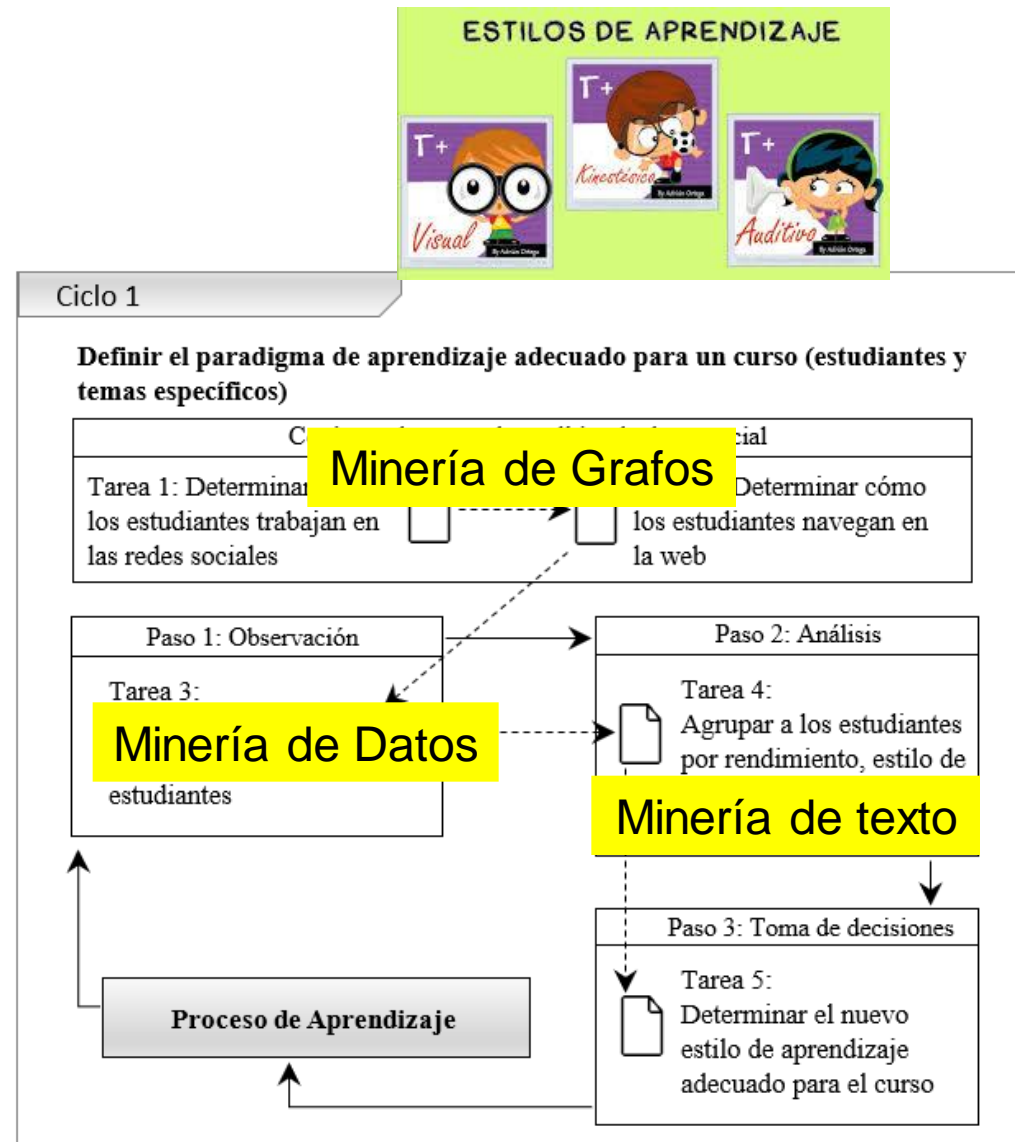 ESTILOS DE APRENDIZAJE
T+
Visual
By Adrián Ortega
T+
Kinestésico
By Adrián Ortega
T+
Auditivo
By Adrián Ortega
Ciclo 1
Definir el paradigma de aprendizaje adecuado para un curso (estudiantes y
temas específicos)
Minería de Grafos
Tarea 1: Determinar
los estudiantes trabajan en
las redes sociales
Determinar cómo
los estudiantes navegan en
la web
Paso 1: Observación
Tarea 3:
Minería de Datos
estudiantes
Paso 2: Análisis
Tarea 4:
Agrupar a los estudiantes
por rendimiento, estilo de
Minería de texto
Paso 3: Toma de decisiones
Tarea 5:
Determinar el nuevo
estilo de aprendizaje
adecuado para el curso
Proceso de Aprendizaje